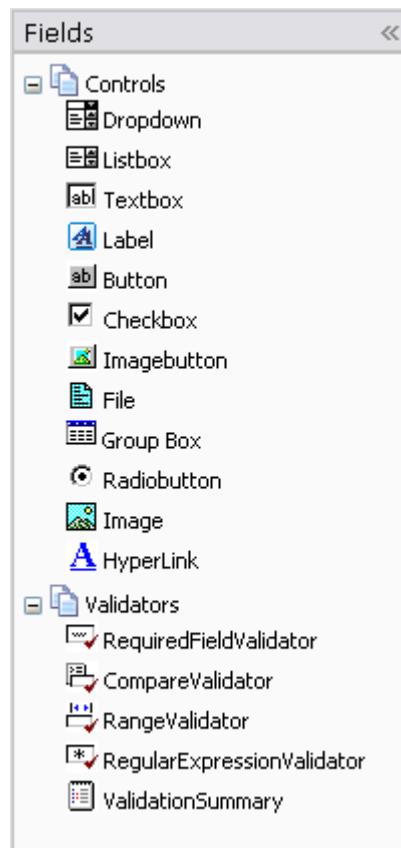 Fields
Controls
Dropdown
Listbox
Textbox
Label
Button
Checkbox
Imagebutton
File
Group Box
Radiobutton
Image
HyperLink
Validators
RequiredFieldValidator
CompareValidator
RangeValidator
RegularExpressionValidator
ValidationSummary